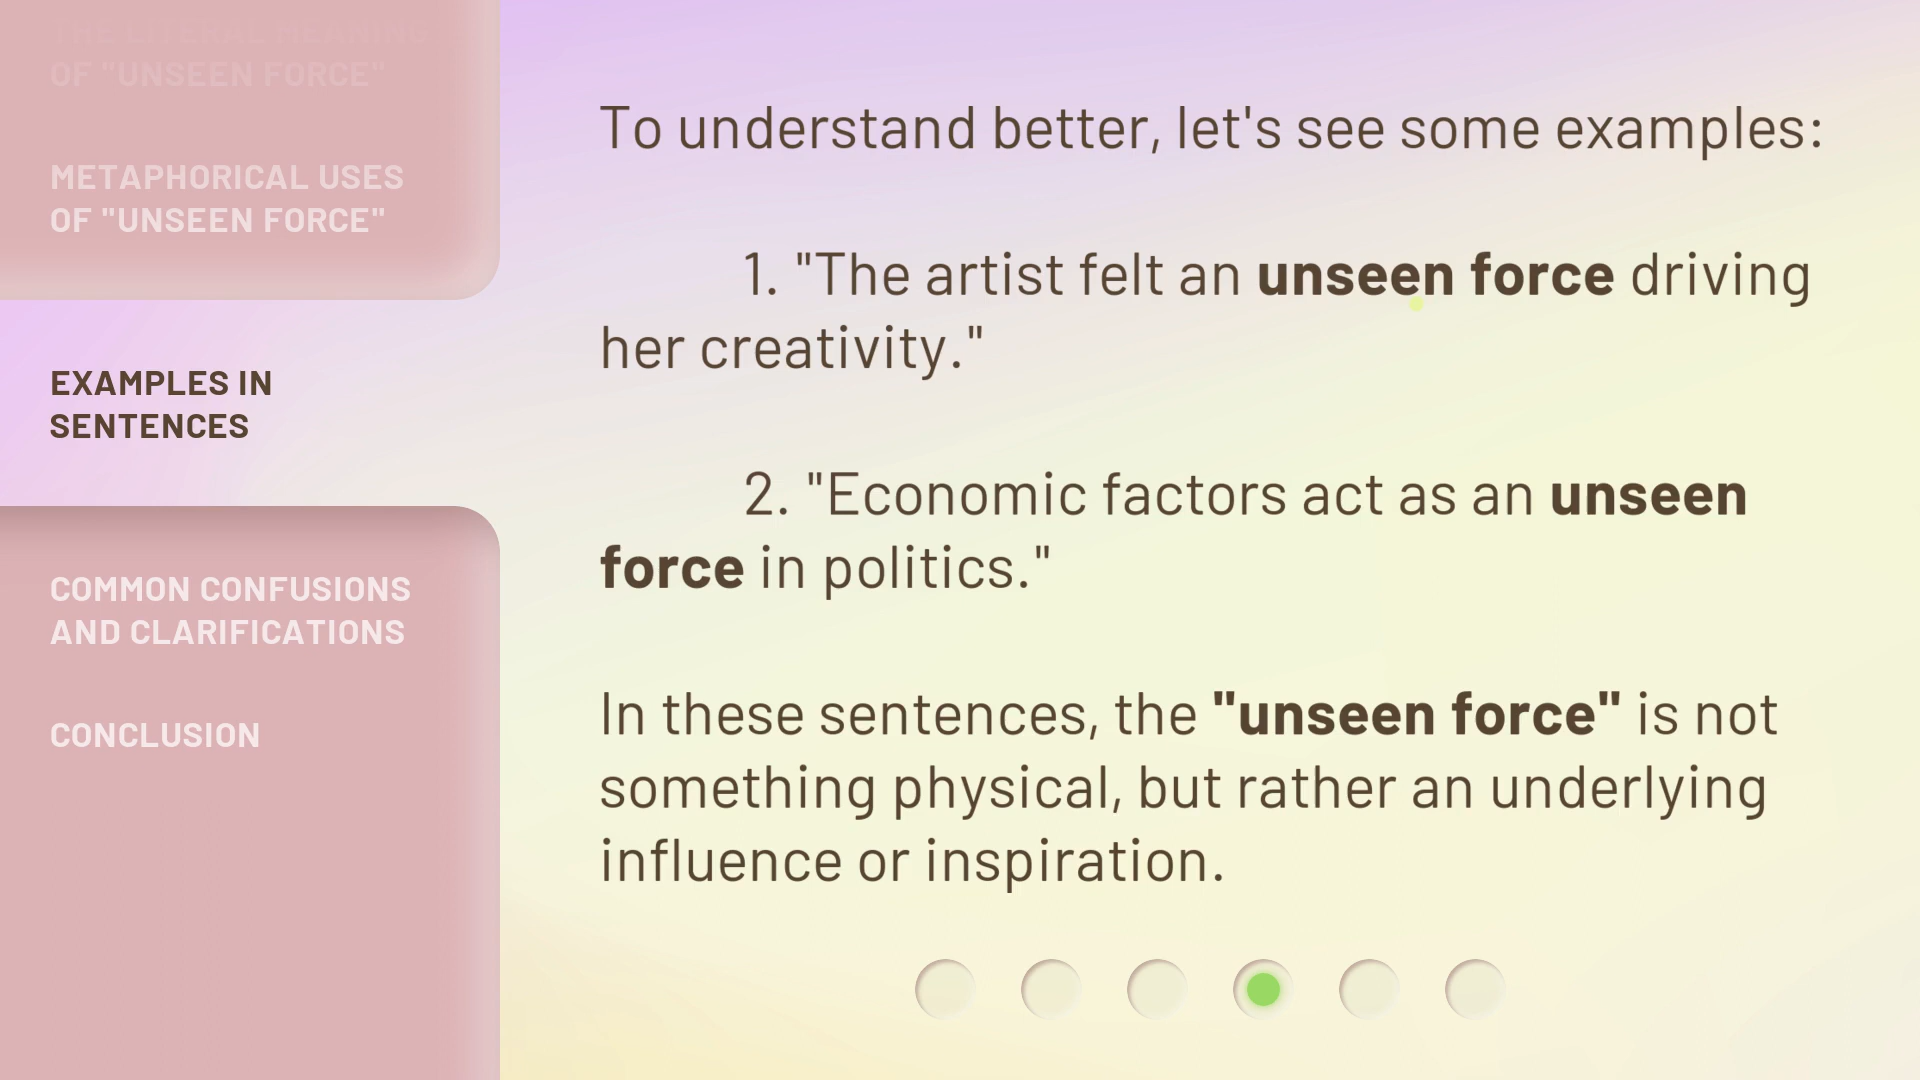 THE LITERAL MEANING
OF "UNSEEN FORCE"
METAPHORICAL USES
OF "UNSEEN FORCE"
EXAMPLES IN
SENTENCES
COMMON CONFUSIONS
AND CLARIFICATIONS
CONCLUSION
To understand better, let's see some examples:
1. "The artist felt an unseen force driving
her creativity."
2. "Economic factors act as an unseen
force in politics."
In these sentences, the "unseen force" is not
something physical, but rather an underlying
influence or inspiration.